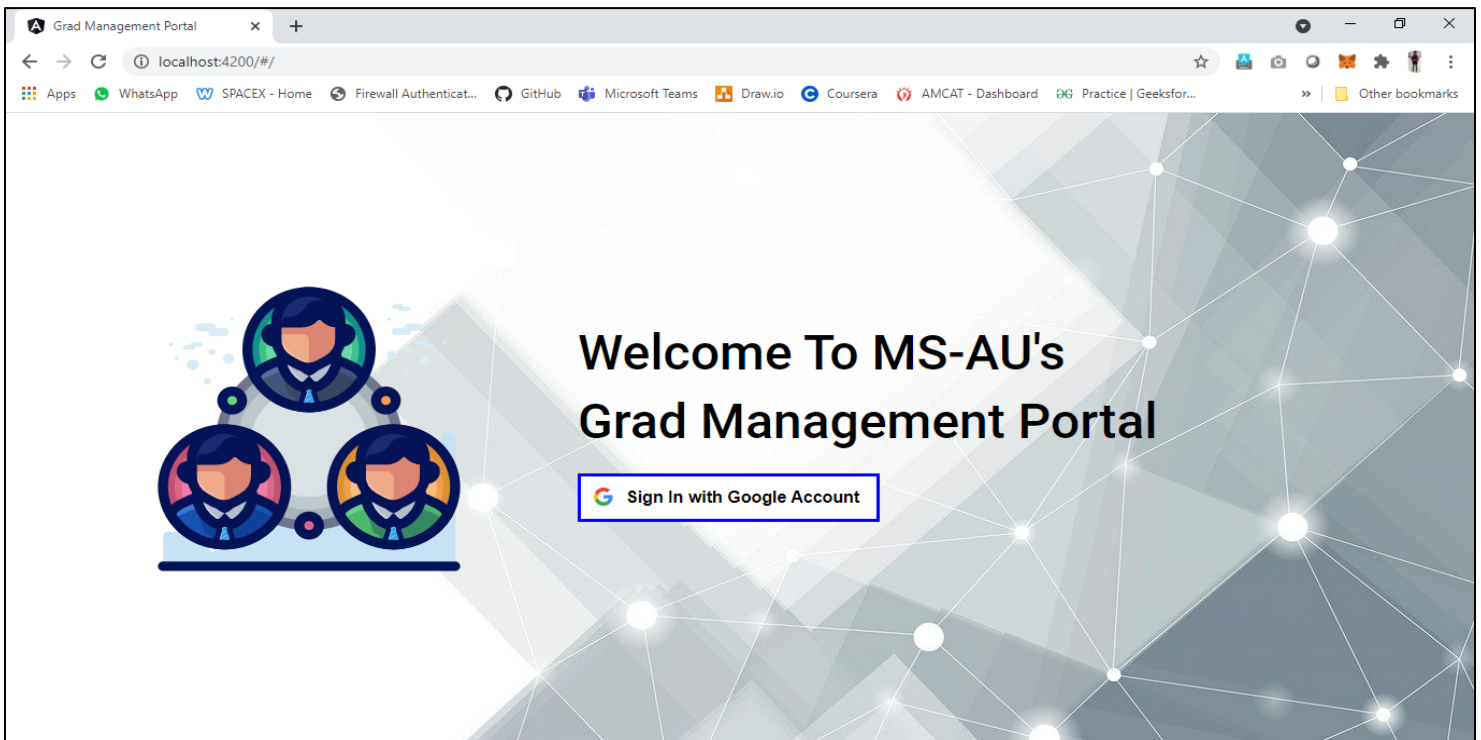 Grad Management Portal
localhost:4200/#/
Apps WhatsApp SPACEX - Home Firewall Authenticat... GitHub Microsoft Teams Draw.io Coursera AMCAT - Dashboard Practice | Geeksfor... » Other bookmarks
Welcome To MS-AU's
Grad Management Portal
Sign In with Google Account